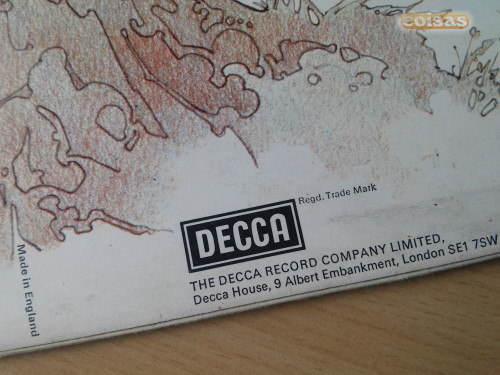 coisas
Regd. Trade Mark
DECCA
THE DECCA RECORD COMPANY LIMITED,
Decca House, 9 Albert Embankment, London SE1 7SW
Made in England